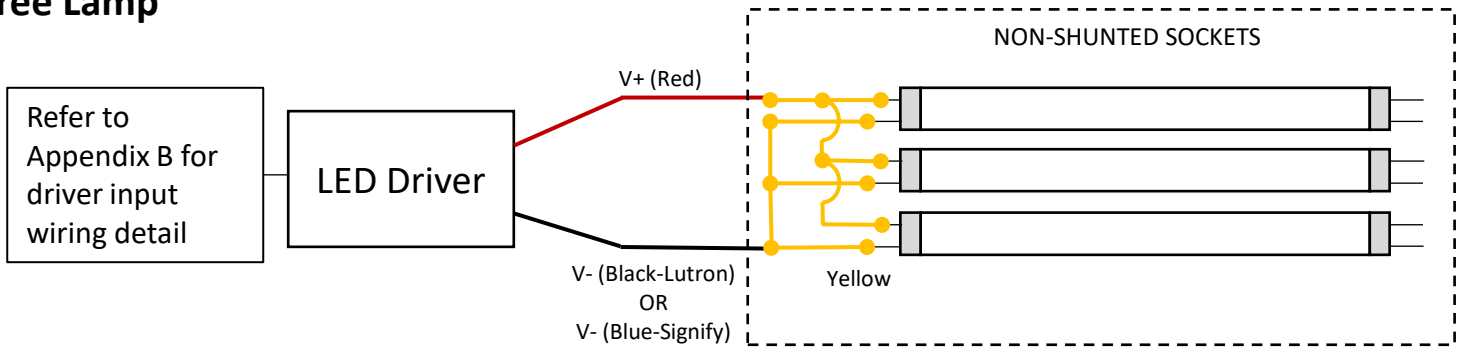 ree Lamp
NON-SHUNTED SOCKETS
V+ (Red)
Refer to
Appendix B for
driver input
wiring detail
LED Driver
V- (Black-Lutron)
OR
V- (Blue-Signify)
Yellow